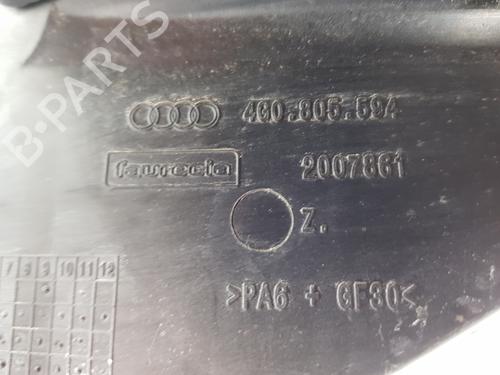 B-PARTS
4G0.805.594
faurecia
2007861
Z.
7 8 9 10 11 12
>PA6 + GF30<